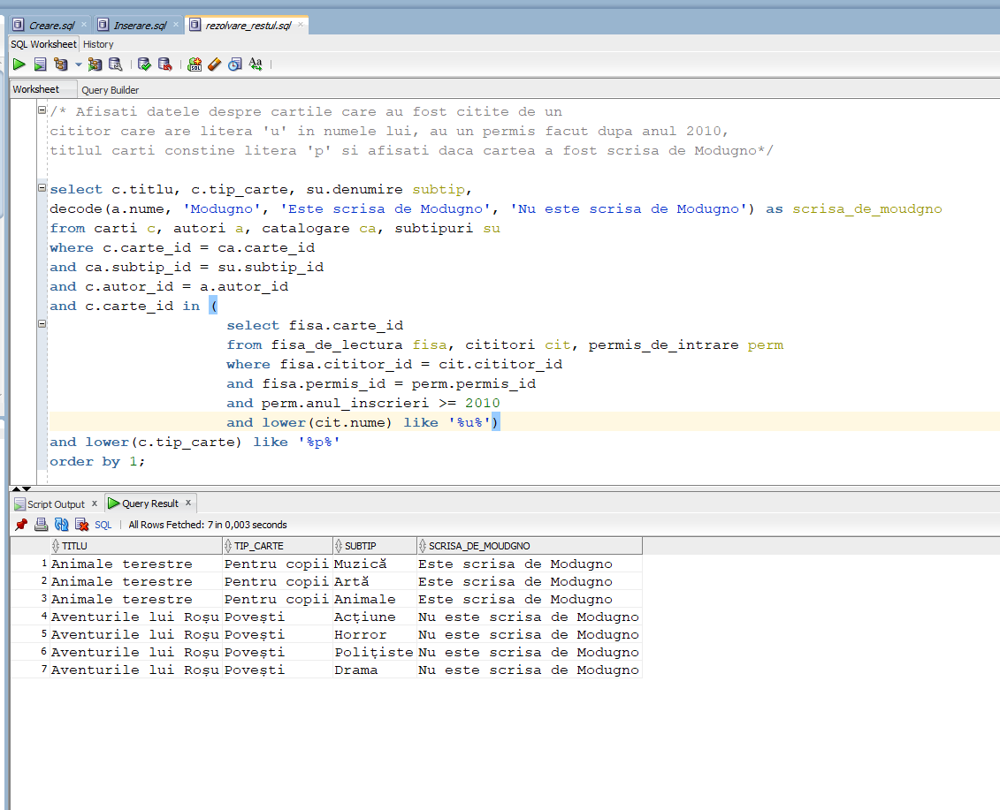 Creare.sql × Inserare.sql × rezolvare_restul.sql ×
SQL Worksheet History
Worksheet Query Builder
/* Afisati datele despre cartile care au fost citite de un
cititor care are litera 'u' in numele lui, au un permis facut dupa anul 2010,
titlul carti constine litera 'p' si afisati daca cartea a fost scrisa de Modugno*/
select c.titlu, c.tip_carte, su.denumire subtip,
decode(a.nume, 'Modugno', 'Este scrisa de Modugno', 'Nu este scrisa de Modugno') as scrisa_de_moudgno
from carti c, autori a, catalogare ca, subtipuri su
where c.carte_id = ca.carte_id
and ca.subtip_id = su.subtip_id
and c.autor_id = a.autor_id
and c.carte_id in (
select fisa.carte_id
from fisa_de_lectura fisa, cititori cit, permis_de_intrare perm
where fisa.cititor_id = cit.cititor_id
and fisa.permis_id = perm.permis_id
and perm.anul_inscrieri >= 2010
and lower(cit.nume) like '%u%')
and lower(c.tip_carte) like '%p%'
order by 1;
Script Output × Query Result ×
SQL | All Rows Fetched: 7 in 0,003 seconds
TITLU TIP_CARTE SUBTIP SCRISA_DE_MOUDGNO
1 Animale terestre Pentru copii Muzică Este scrisa de Modugno
2 Animale terestre Pentru copii Artă Este scrisa de Modugno
3 Animale terestre Pentru copii Animale Este scrisa de Modugno
4 Aventurile lui Roșu Povești Acțiune Nu este scrisa de Modugno
5 Aventurile lui Roșu Povești Horror Nu este scrisa de Modugno
6 Aventurile lui Roșu Povești Polițiste Nu este scrisa de Modugno
7 Aventurile lui Roșu Povești Drama Nu este scrisa de Modugno